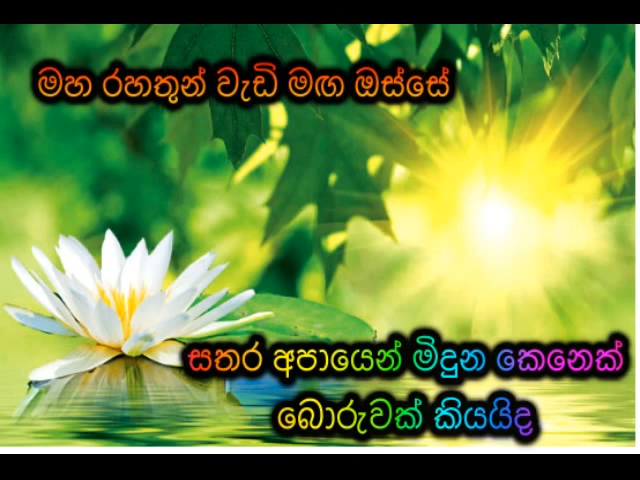 මහ රහතුන් වැඩි මඟ ඔස්සේ
සතර අපායෙන් මිදුන කෙනෙක්
බොරුවක් කියයිද